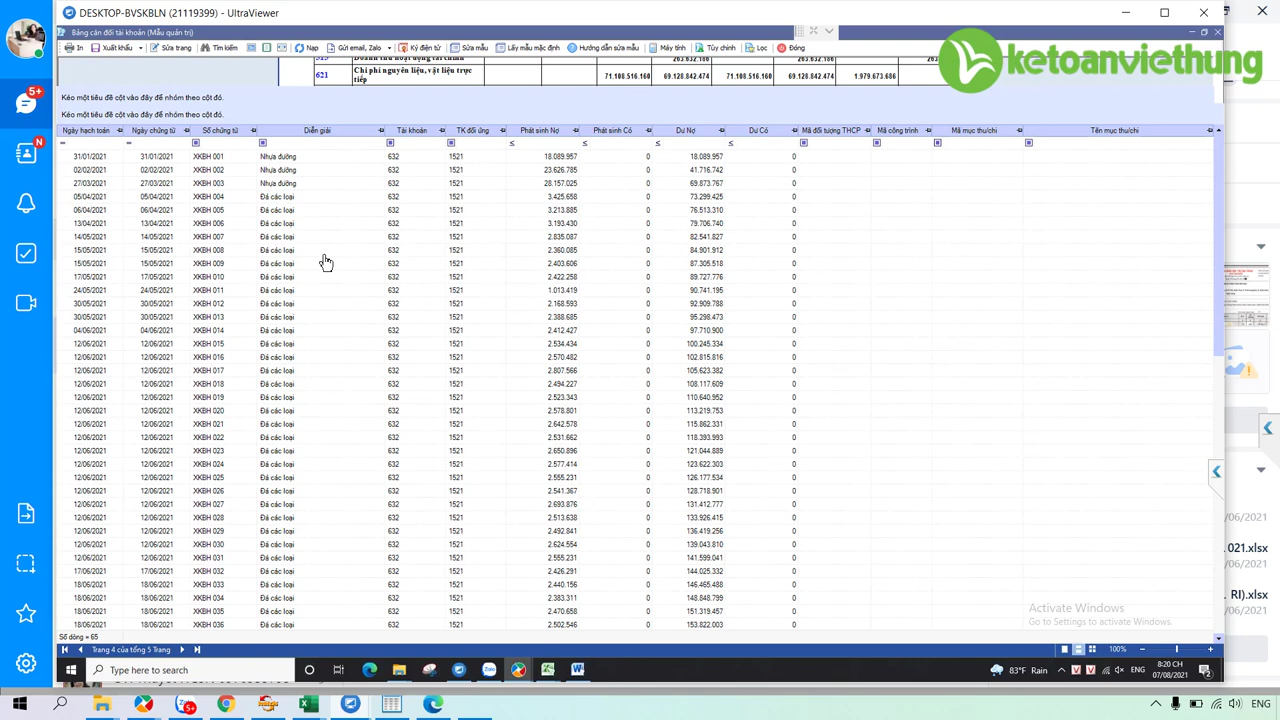 DESKTOP-BVSKBLN (21119399) - UltraViewer
Bảng cân đối tài khoản (Mẫu quản trị)
In Xuất khẩu Sửa trang Tìm kiếm Nạp Gửi email, Zalo Ký điện tử Sửa mẫu Lấy mẫu mặc định Hướng dẫn sửa mẫu Máy tính Tùy chỉnh Lọc Đóng
ketoanviethung
621 Chi phí nguyên liệu, vật liệu trực tiếp 71.108.516.160 69.128.842.474 71.108.516.160 69.128.842.474 1.979.673.686
Kéo một tiêu đề cột vào đây để nhóm theo cột đó.
Kéo một tiêu đề cột vào đây để nhóm theo cột đó.
Ngày hạch toán Ngày chứng từ Số chứng từ Diễn giải Tài khoản TK đối ứng Phát sinh Nợ Phát sinh Có Dư Nợ Dư Có Mã đối tượng THCP Mã công trình Mã mục thu/chi Tên mục thu/chi
31/01/2021 31/01/2021 XKBH 001 Nhựa đường 632 1521 18.089.957 0 18.089.957 0
02/02/2021 02/02/2021 XKBH 002 Nhựa đường 632 1521 23.626.785 0 41.716.742 0
27/03/2021 27/03/2021 XKBH 003 Nhựa đường 632 1521 28.157.025 0 69.873.767 0
05/04/2021 05/04/2021 XKBH 004 Đá các loại 632 1521 3.425.658 0 73.299.425 0
06/04/2021 06/04/2021 XKBH 005 Đá các loại 632 1521 3.213.885 0 76.513.310 0
13/04/2021 13/04/2021 XKBH 006 Đá các loại 632 1521 3.193.430 0 79.706.740 0
14/05/2021 14/05/2021 XKBH 007 Đá các loại 632 1521 2.835.087 0 82.541.827 0
15/05/2021 15/05/2021 XKBH 008 Đá các loại 632 1521 2.360.085 0 84.901.912 0
15/05/2021 15/05/2021 XKBH 009 Đá các loại 632 1521 2.403.606 0 87.305.518 0
17/05/2021 17/05/2021 XKBH 010 Đá các loại 632 1521 2.422.258 0 89.727.776 0
24/05/2021 24/05/2021 XKBH 011 Đá các loại 632 1521 1.013.419 0 90.741.195 0
30/05/2021 30/05/2021 XKBH 012 Đá các loại 632 1521 2.168.593 0 92.909.788 0
30/05/2021 30/05/2021 XKBH 013 Đá các loại 632 1521 2.388.685 0 95.298.473 0
04/06/2021 04/06/2021 XKBH 014 Đá các loại 632 1521 2.412.427 0 97.710.900 0
12/06/2021 12/06/2021 XKBH 015 Đá các loại 632 1521 2.534.434 0 100.245.334 0
12/06/2021 12/06/2021 XKBH 016 Đá các loại 632 1521 2.570.482 0 102.815.816 0
12/06/2021 12/06/2021 XKBH 017 Đá các loại 632 1521 2.807.566 0 105.623.382 0
12/06/2021 12/06/2021 XKBH 018 Đá các loại 632 1521 2.494.227 0 108.117.609 0
12/06/2021 12/06/2021 XKBH 019 Đá các loại 632 1521 2.523.343 0 110.640.952 0
12/06/2021 12/06/2021 XKBH 020 Đá các loại 632 1521 2.578.801 0 113.219.753 0
12/06/2021 12/06/2021 XKBH 021 Đá các loại 632 1521 2.642.578 0 115.862.331 0
12/06/2021 12/06/2021 XKBH 022 Đá các loại 632 1521 2.531.662 0 118.393.993 0
12/06/2021 12/06/2021 XKBH 023 Đá các loại 632 1521 2.650.896 0 121.044.889 0
12/06/2021 12/06/2021 XKBH 024 Đá các loại 632 1521 2.577.414 0 123.622.303 0
12/06/2021 12/06/2021 XKBH 025 Đá các loại 632 1521 2.555.231 0 126.177.534 0
12/06/2021 12/06/2021 XKBH 026 Đá các loại 632 1521 2.541.367 0 128.718.901 0
12/06/2021 12/06/2021 XKBH 027 Đá các loại 632 1521 2.693.876 0 131.412.777 0
12/06/2021 12/06/2021 XKBH 028 Đá các loại 632 1521 2.513.638 0 133.926.415 0
12/06/2021 12/06/2021 XKBH 029 Đá các loại 632 1521 2.492.841 0 136.419.256 0
12/06/2021 12/06/2021 XKBH 030 Đá các loại 632 1521 2.624.554 0 139.043.810 0
12/06/2021 12/06/2021 XKBH 031 Đá các loại 632 1521 2.555.231 0 141.599.041 0
17/06/2021 17/06/2021 XKBH 032 Đá các loại 632 1521 2.426.291 0 144.025.332 0
18/06/2021 18/06/2021 XKBH 033 Đá các loại 632 1521 2.440.156 0 146.465.488 0
18/06/2021 18/06/2021 XKBH 034 Đá các loại 632 1521 2.383.311 0 148.848.799 0
18/06/2021 18/06/2021 XKBH 035 Đá các loại 632 1521 2.470.658 0 151.319.457 0
18/06/2021 18/06/2021 XKBH 036 Đá các loại 632 1521 2.502.546 0 153.822.003 0
Activate Windows
Go to Settings to activate Windows.
Số dòng = 65
Trang 4 của tổng 5 Trang 100%
Type here to search
83°F Rain ENG 8:20 CH
07/08/2021
5+
N
/06/2021
021.xlsx
/06/2021
RI).xlsx
/06/2021
5+ ENG